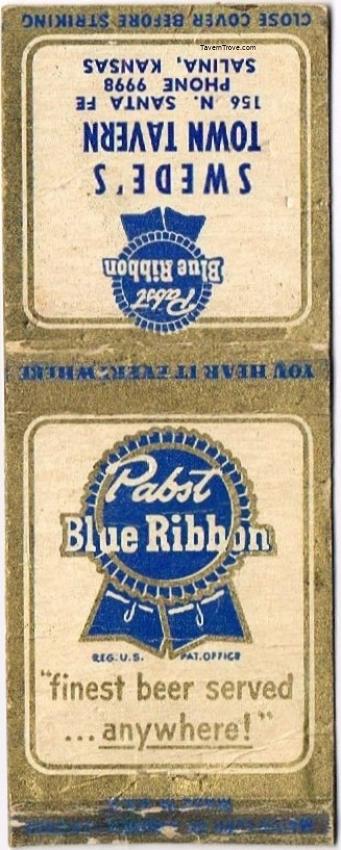 CLOSE COVER BEFORE STRIKING
TavernTrove.com
SALINA, KANSAS
PHONE 9998
156 N. SANTA FE
TOWN TAVERN
SWEDE'S
Pabst
Blue Ribbon
YOU HEAR IT EVERYWHERE
Pabst
Blue Ribbon
REG. U.S. PAT. OFFICE
"finest beer served
...anywhere!"